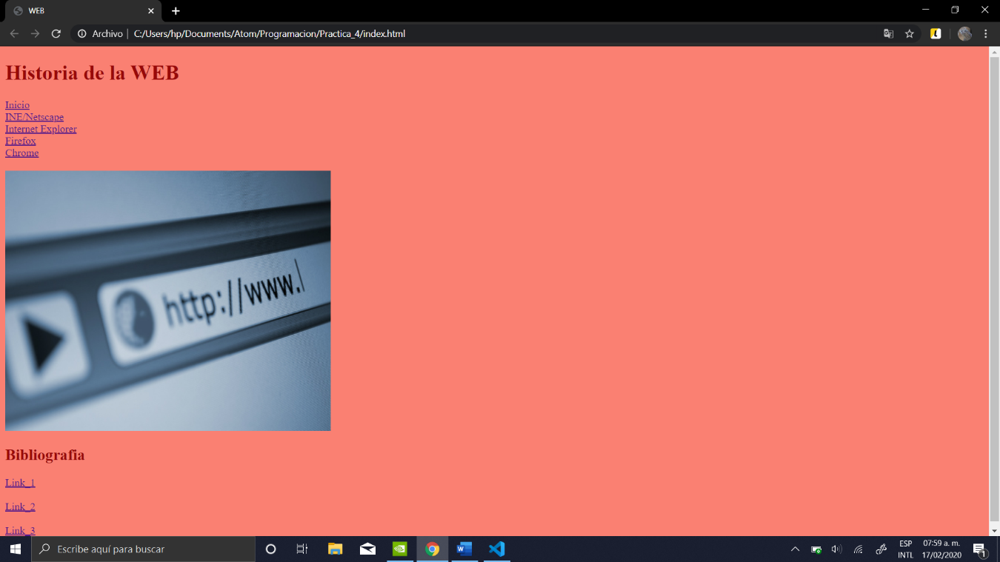 WEB
Archivo | C:/Users/hp/Documents/Atom/Programacion/Practica_4/index.html
Historia de la WEB
Inicio
INE/Netscape
Internet Explorer
Firefox
Chrome
http://www.
Bibliografia
Link_1
Link_2
Link_3
Escribe aquí para buscar
ESP
INTL
07:59 a. m.
17/02/2020
1